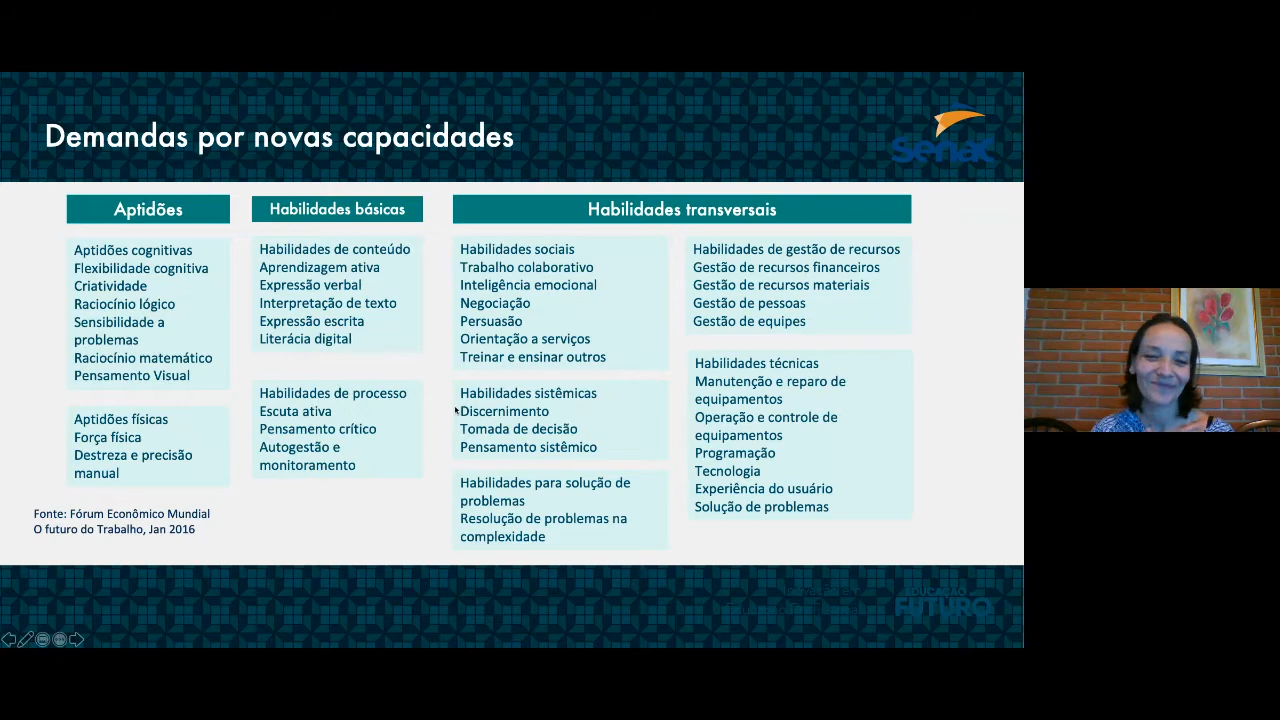 Demandas por novas capacidades
senac
Aptidões
Aptidões cognitivas
Flexibilidade cognitiva
Criatividade
Raciocínio lógico
Sensibilidade a
problemas
Raciocínio matemático
Pensamento Visual
Aptidões físicas
Força física
Destreza e precisão
manual
Habilidades básicas
Habilidades de conteúdo
Aprendizagem ativa
Expressão verbal
Interpretação de texto
Expressão escrita
Literácia digital
Habilidades de processo
Escuta ativa
Pensamento crítico
Autogestão e
monitoramento
Habilidades transversais
Habilidades sociais
Trabalho colaborativo
Inteligência emocional
Negociação
Persuasão
Orientação a serviços
Treinar e ensinar outros
Habilidades sistêmicas
Discernimento
Tomada de decisão
Pensamento sistêmico
Habilidades para solução de
problemas
Resolução de problemas na
complexidade
Habilidades de gestão de recursos
Gestão de recursos financeiros
Gestão de recursos materiais
Gestão de pessoas
Gestão de equipes
Habilidades técnicas
Manutenção e reparo de
equipamentos
Operação e controle de
equipamentos
Programação
Tecnologia
Experiência do usuário
Solução de problemas
Fonte: Fórum Econômico Mundial
O futuro do Trabalho, Jan 2016
EDUCAÇÃO
FUTURO